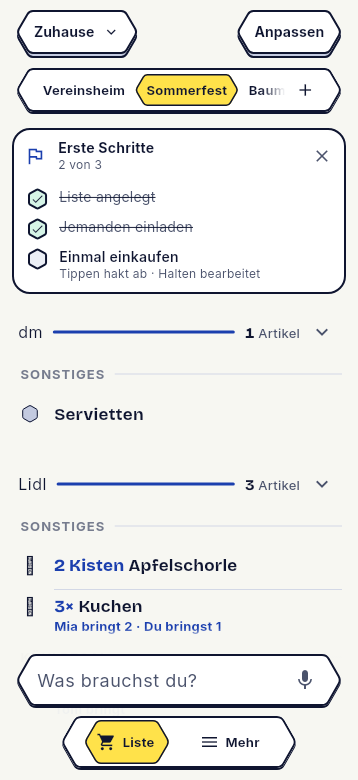 Zuhause
Anpassen
Vereinsheim
Sommerfest
Baum
Erste Schritte
2 von 3
Liste angelegt
Jemanden einladen
Einmal einkaufen
Tippen hakt ab · Halten bearbeitet
dm
1 Artikel
SONSTIGES
Servietten
Lidl
3 Artikel
SONSTIGES
2 Kisten Apfelschorle
3× Kuchen
Mia bringt 2 · Du bringst 1
Was brauchst du?
Liste
Mehr